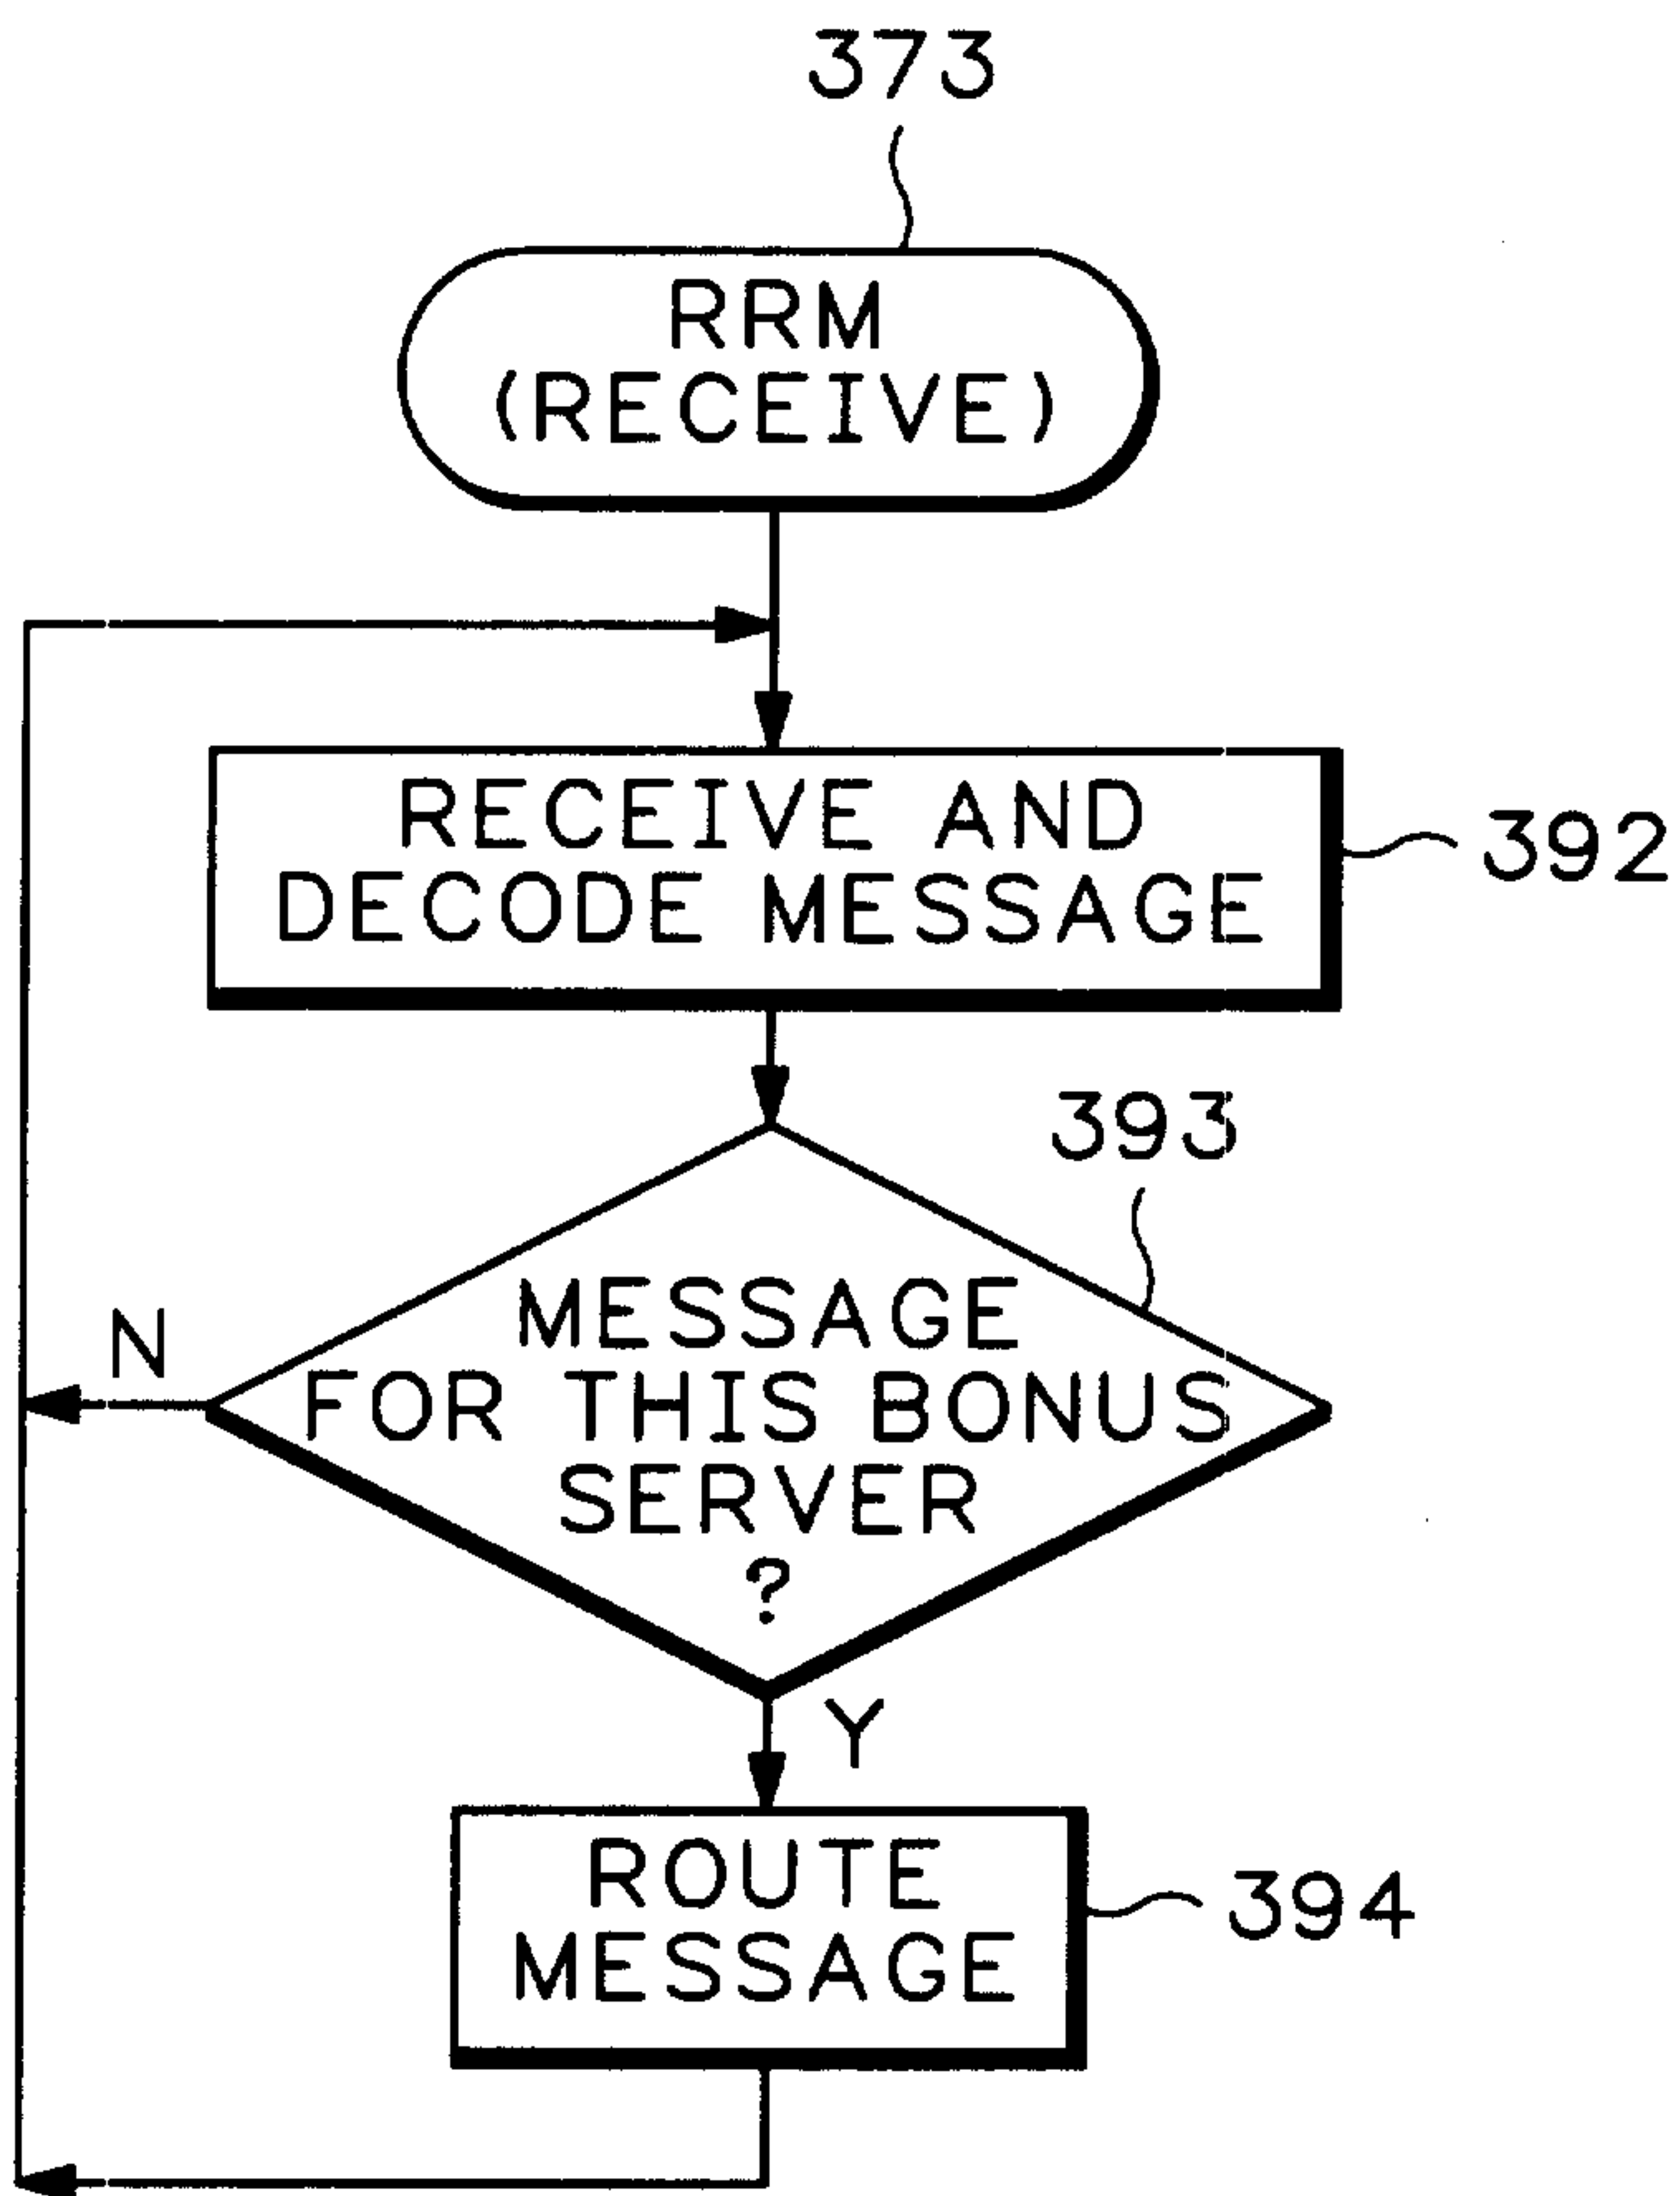 373
RRM
(RECEIVE)
RECEIVE AND
DECODE MESSAGE
392
393
MESSAGE
FOR THIS BONUS
SERVER
?
N
Y
ROUTE
MESSAGE
394